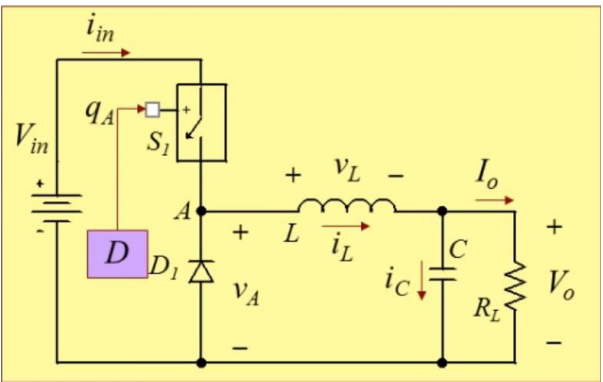 i_in
+
q_A
S_1
V_in
+
-
+ v_L −
I_o
A
+
L
i_L
C
+
D
D_1
v_A
i_C
R_L
V_o
−
−